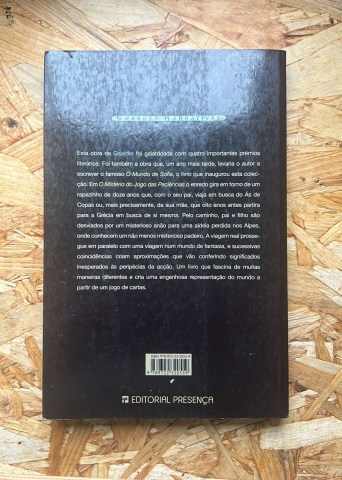 GRANDES NARRATIVAS
Esta obra de Gaarder foi galardoada com quatro importantes prémios
literários. Foi também a obra que, um ano mais tarde, levaria o autor a
escrever o famoso O Mundo de Sofia, o livro que inaugurou esta colec-
ção. Em O Mistério do Jogo das Paciências o enredo gira em torno de um
rapazinho de doze anos que, com o seu pai, viaja em busca do Ás de
Copas ou, mais precisamente, da sua mãe, que oito anos antes partira
para a Grécia em busca de si mesma. Pelo caminho, pai e filho são
desviados por um misterioso anão para uma aldeia perdida nos Alpes,
onde conhecem um não menos misterioso padeiro. A viagem real prosse-
gue em paralelo com uma viagem num mundo de fantasia, e sucessivas
coincidências criam aproximações que vão conferindo significados
inesperados às peripécias da acção. Um livro que fascina de muitas
maneiras diferentes e cria uma engenhosa representação do mundo a
partir de um jogo de cartas.
EDITORIAL PRESENÇA